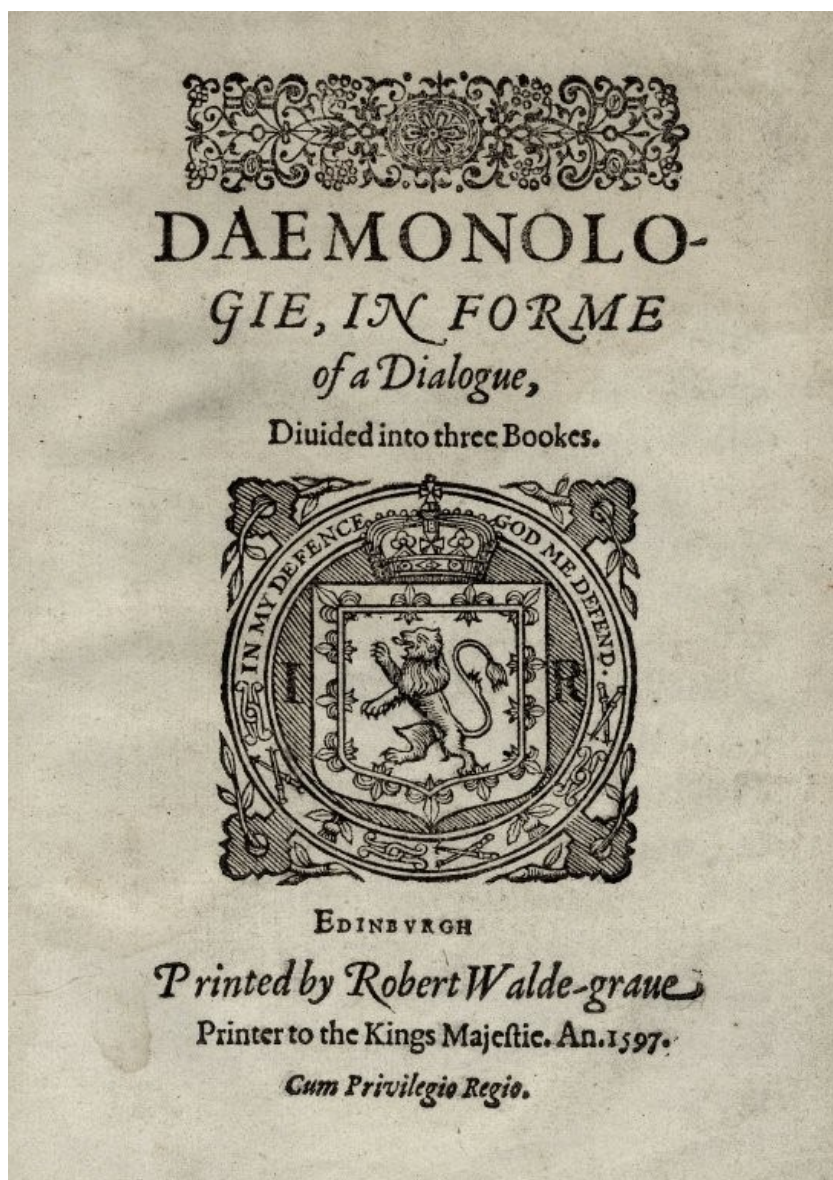 DAEMONOLO-
GIE, IN FORME
of a Dialogue,
Diuided into three Bookes.
IN MY DEFENCE GOD ME DEFEND.
I R
EDINBVRGH
Printed by Robert Walde-graue
Printer to the Kings Majeſtie. An. 1597.
Cum Privilegio Regio.